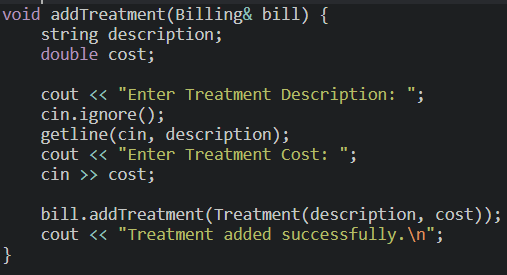 void addTreatment(Billing& bill) {
    string description;
    double cost;

    cout << "Enter Treatment Description: ";
    cin.ignore();
    getline(cin, description);
    cout << "Enter Treatment Cost: ";
    cin >> cost;

    bill.addTreatment(Treatment(description, cost));
    cout << "Treatment added successfully.\n";
}